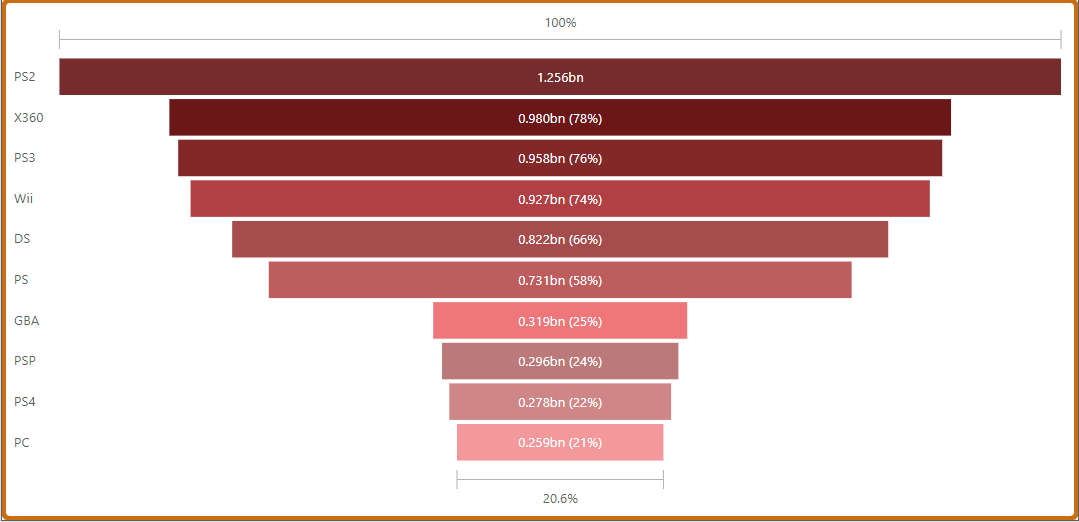 100%
PS2 1.256bn
X360 0.980bn (78%)
PS3 0.958bn (76%)
Wii 0.927bn (74%)
DS 0.822bn (66%)
PS 0.731bn (58%)
GBA 0.319bn (25%)
PSP 0.296bn (24%)
PS4 0.278bn (22%)
PC 0.259bn (21%)
20.6%